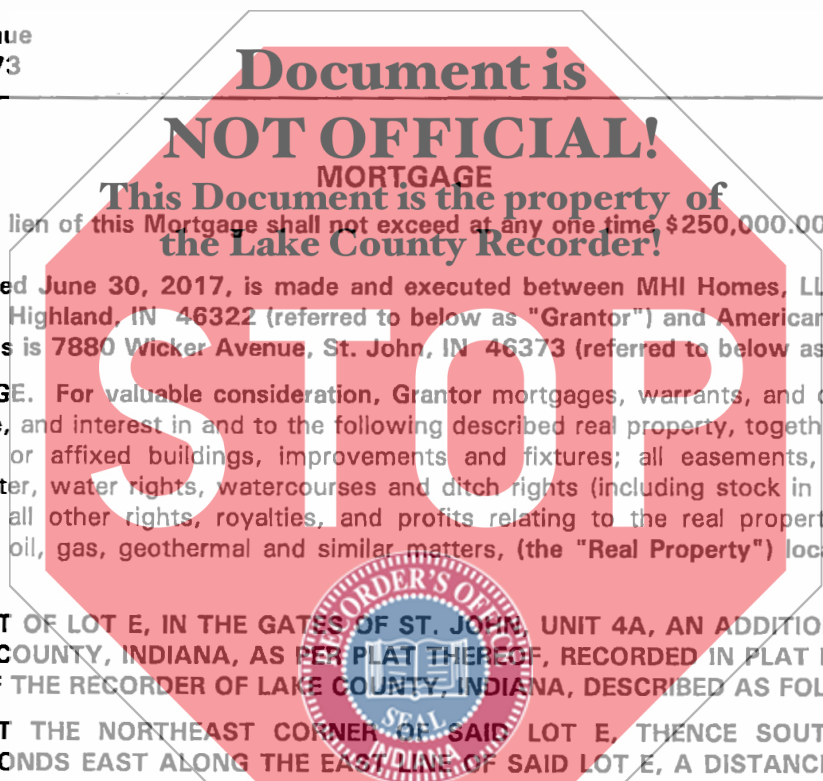 ue
73
Document is
NOT OFFICIAL!
MORTGAGE
This Document is the property of
lien of this Mortgage shall not exceed at any one time $250,000.00
the Lake County Recorder!
ed June 30, 2017, is made and executed between MHI Homes, LL
Highland, IN 46322 (referred to below as "Grantor") and American
s is 7880 Wicker Avenue, St. John, IN 46373 (referred to below as
STOP
GE. For valuable consideration, Grantor mortgages, warrants, and c
e, and interest in and to the following described real property, togeth
or affixed buildings, improvements and fixtures; all easements,
ter, water rights, watercourses and ditch rights (including stock in
all other rights, royalties, and profits relating to the real propert
oil, gas, geothermal and similar matters, (the "Real Property") loca
RECORDER'S OFFICE
T OF LOT E, IN THE GATES OF ST. JOHN, UNIT 4A, AN ADDITIO
COUNTY, INDIANA, AS PER PLAT THEREOF, RECORDED IN PLAT
F THE RECORDER OF LAKE COUNTY, INDIANA, DESCRIBED AS FOL
SEAL
T THE NORTHEAST CORNER OF SAID LOT E, THENCE SOUT
INDIANA
ONDS EAST ALONG THE EAST LINE OF SAID LOT E, A DISTANC